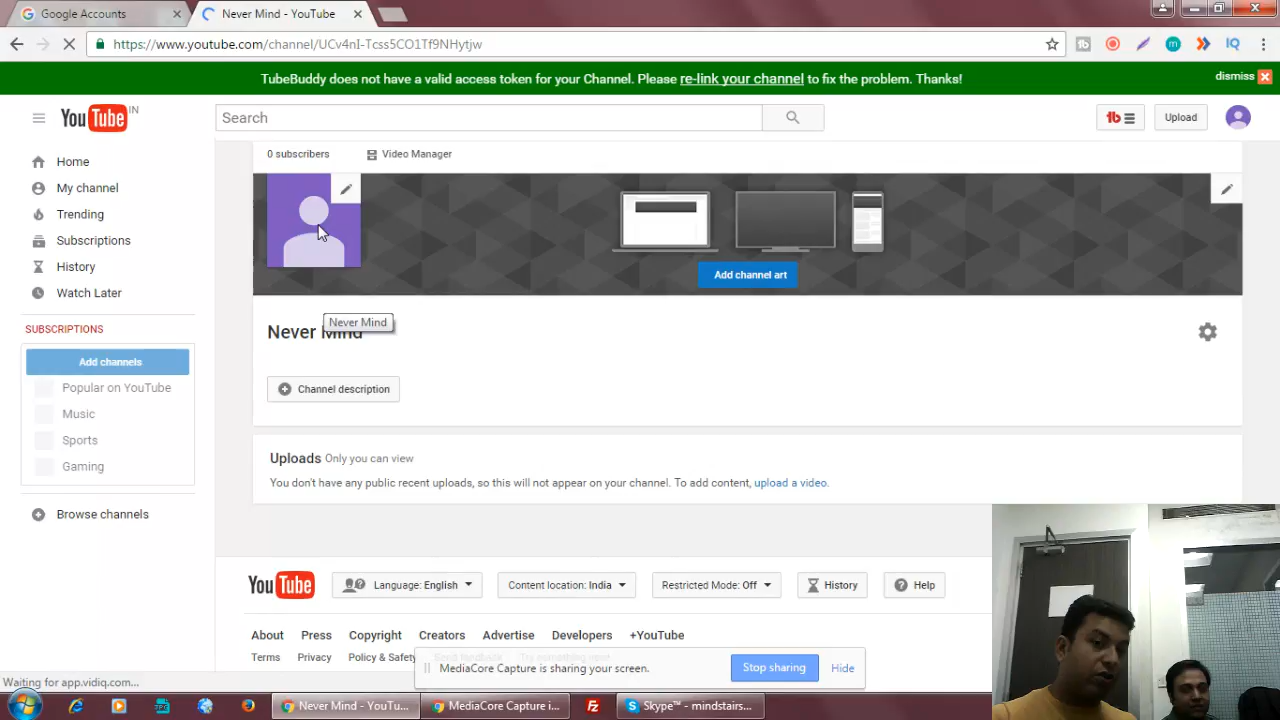 Google Accounts
Never Mind - YouTube
https://www.youtube.com/channel/UCv4nI-Tcss5CO1Tf9NHytjw
TubeBuddy does not have a valid access token for your Channel. Please re-link your channel to fix the problem. Thanks!
dismiss
YouTube IN
Search
tb
Upload
Home
My channel
Trending
Subscriptions
History
Watch Later
SUBSCRIPTIONS
Add channels
Popular on YouTube
Music
Sports
Gaming
Browse channels
0 subscribers
Video Manager
Add channel art
Never Mind
Never Mind
Channel description
Uploads Only you can view
You don't have any public recent uploads, so this will not appear on your channel. To add content, upload a video.
YouTube
Language: English
Content location: India
Restricted Mode: Off
History
Help
About Press Copyright Creators Advertise Developers +YouTube
Terms Privacy Policy & Safety
MediaCore Capture is sharing your screen.
Stop sharing
Hide
Waiting for app.vidiq.com...
Never Mind - YouTu...
MediaCore Capture i...
Skype™ - mindstairs...